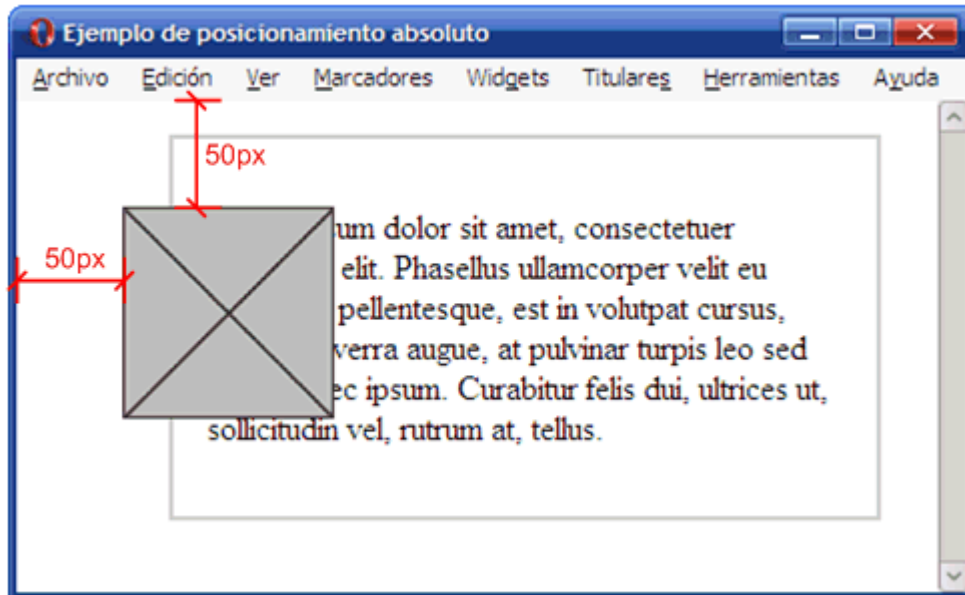 Ejemplo de posicionamiento absoluto
Archivo Edición Ver Marcadores Widgets Titulares Herramientas Ayuda
50px
50px
um dolor sit amet, consectetuer
elit. Phasellus ullamcorper velit eu
pellentesque, est in volutpat cursus,
verra augue, at pulvinar turpis leo sed
ec ipsum. Curabitur felis dui, ultrices ut,
sollicitudin vel, rutrum at, tellus.